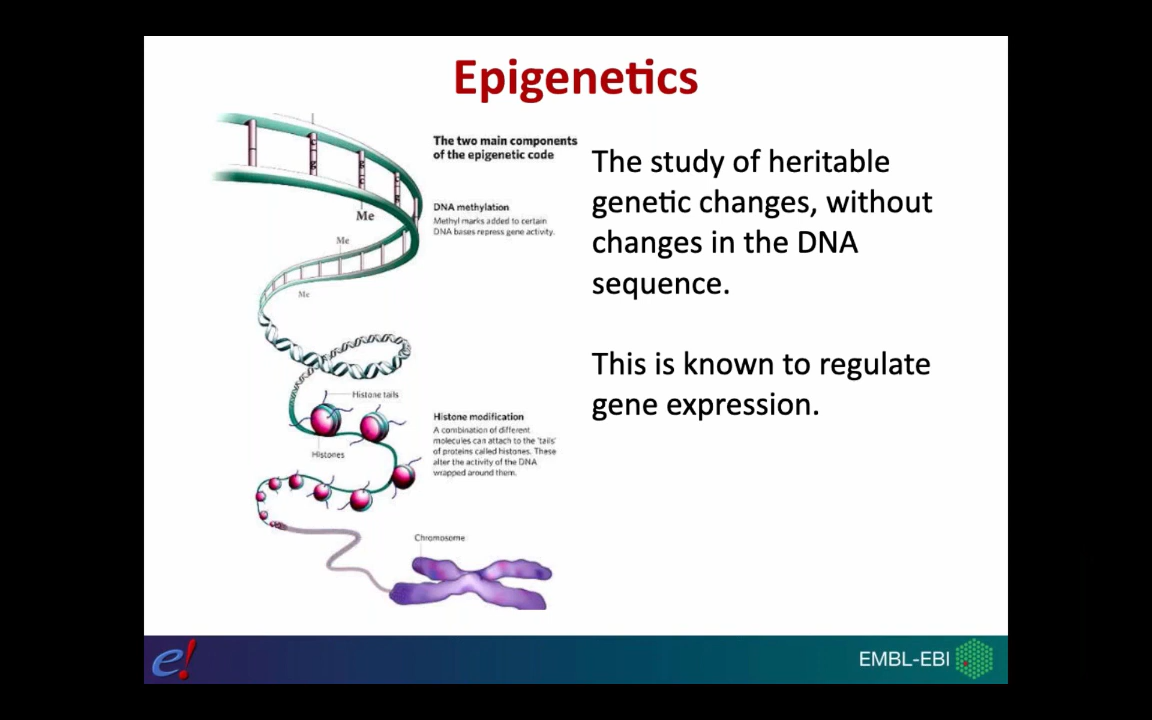 Epigenetics
The two main components
of the epigenetic code
DNA methylation
Methyl marks added to certain
DNA bases repress gene activity.
Me
Me
Me
Histone tails
Histones
Histone modification
A combination of different
molecules can attach to the 'tails'
of proteins called histones. These
alter the activity of the DNA
wrapped around them.
Chromosome
The study of heritable
genetic changes, without
changes in the DNA
sequence.
This is known to regulate
gene expression.
e!
EMBL-EBI